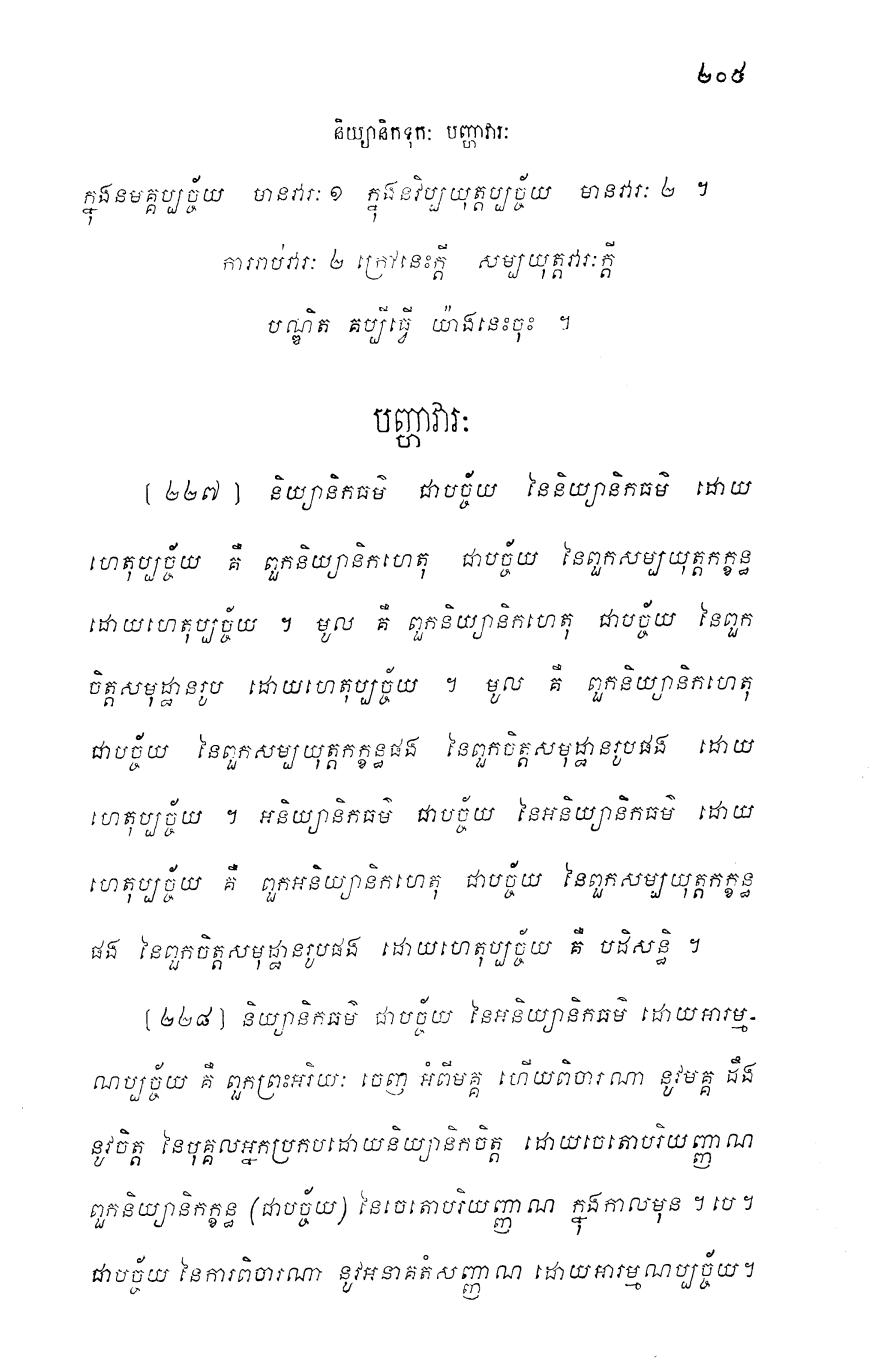 ២០៥
និយ្យានិកទុកៈ បញ្ហាវារៈ
ក្នុងនមគ្គប្បច្ច័យ មានវារៈ ១ ក្នុងនវិប្បយុត្តប្បច្ច័យ មានវារៈ ២ ។
ការរាប់វារៈ ២ ក្រៅនេះក្តី សម្បយុត្តវារៈក្តី
បណ្ឌិត គប្បីធ្វើ យ៉ាងនេះចុះ ។
បញ្ហាវារៈ
[ ២២៧ ] និយ្យានិកធម៌ ជាបច្ច័យ នៃនិយ្យានិកធម៌ ដោយ
ហេតុប្បច្ច័យ គឺ ពួកនិយ្យានិកហេតុ ជាបច្ច័យ នៃពួកសម្បយុត្តកក្ខន្ធ
ដោយហេតុប្បច្ច័យ ។ មូល គឺ ពួកនិយ្យានិកហេតុ ជាបច្ច័យ នៃពួក
ចិត្តសមុដ្ឋានរូប ដោយហេតុប្បច្ច័យ ។ មូល គឺ ពួកនិយ្យានិកហេតុ
ជាបច្ច័យ នៃពួកសម្បយុត្តកក្ខន្ធផង នៃពួកចិត្តសមុដ្ឋានរូបផង ដោយ
ហេតុប្បច្ច័យ ។ អនិយ្យានិកធម៌ ជាបច្ច័យ នៃអនិយ្យានិកធម៌ ដោយ
ហេតុប្បច្ច័យ គឺ ពួកអនិយ្យានិកហេតុ ជាបច្ច័យ នៃពួកសម្បយុត្តកក្ខន្ធ
ផង នៃពួកចិត្តសមុដ្ឋានរូបផង ដោយហេតុប្បច្ច័យ គឺ បដិសន្ធិ ។
[ ២២៨ ] និយ្យានិកធម៌ ជាបច្ច័យ នៃអនិយ្យានិកធម៌ ដោយអារម្ម-
ណប្បច្ច័យ គឺ ពួកព្រះអរិយៈ ចេញ អំពីមគ្គ ហើយពិចារណា នូវមគ្គ ដឹង
នូវចិត្ត នៃបុគ្គលអ្នកប្រកបដោយនិយ្យានិកចិត្ត ដោយចេតោបរិយញ្ញាណ
ពួកនិយ្យានិកក្ខន្ធ (ជាបច្ច័យ) នៃចេតោបរិយញ្ញាណ ក្នុងកាលមុន ។ បេ ។
ជាបច្ច័យ នៃការពិចារណា នូវអនាគតំសញ្ញាណ ដោយអារម្មណប្បច្ច័យ។